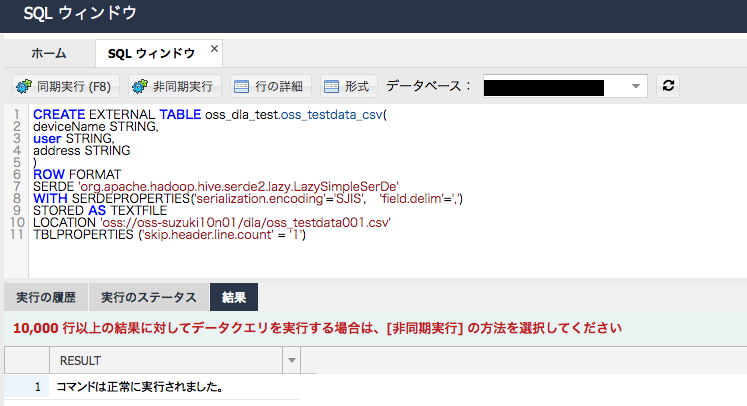 SQL ウィンドウ
ホーム SQL ウィンドウ ×
同期実行 (F8) 非同期実行 行の詳細 形式 データベース：
1 CREATE EXTERNAL TABLE oss_dla_test.oss_testdata_csv(
2 deviceName STRING,
3 user STRING,
4 address STRING
5 )
6 ROW FORMAT
7 SERDE 'org.apache.hadoop.hive.serde2.lazy.LazySimpleSerDe'
8 WITH SERDEPROPERTIES('serialization.encoding'='SJIS', 'field.delim'=',')
9 STORED AS TEXTFILE
10 LOCATION 'oss://oss-suzuki10n01/dla/oss_testdata001.csv'
11 TBLPROPERTIES ('skip.header.line.count' = '1')
実行の履歴 実行のステータス 結果
10,000 行以上の結果に対してデータクエリを実行する場合は、[非同期実行] の方法を選択してください
RESULT
1 コマンドは正常に実行されました。